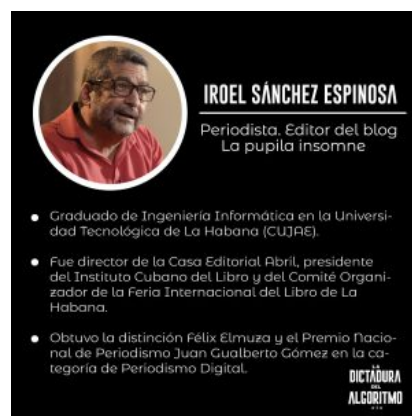 IROEL SÁNCHEZ ESPINOSA
Periodista. Editor del blog
La pupila insomne
Graduado de Ingeniería Informática en la Universi-
dad Tecnológica de La Habana (CUJAE).
Fue director de la Casa Editorial Abril, presidente
del Instituto Cubano del Libro y del Comité Organi-
zador de la Feria Internacional del Libro de La
Habana.
Obtuvo la distinción Félix Elmuza y el Premio Nacio-
nal de Periodismo Juan Gualberto Gómez en la ca-
tegoría de Periodismo Digital.
LA
DICTADURA
DEL
ALGORITMO